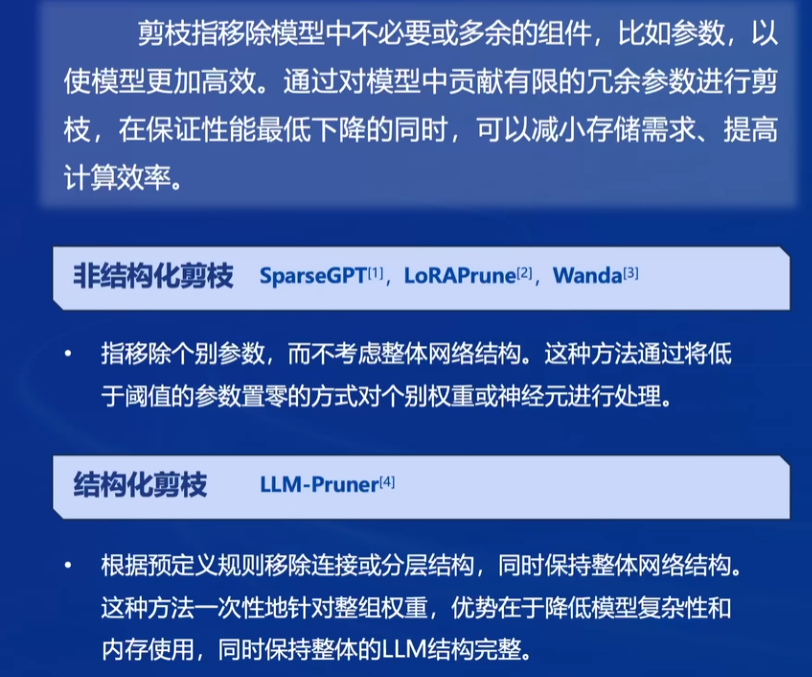 剪枝指移除模型中不必要或多余的组件，比如参数，以
使模型更加高效。通过对模型中贡献有限的冗余参数进行剪
枝，在保证性能最低下降的同时，可以减小存储需求、提高
计算效率。
非结构化剪枝 SparseGPT[1]，LoRAPrune[2]，Wanda[3]
• 指移除个别参数，而不考虑整体网络结构。这种方法通过将低
于阈值的参数置零的方式对个别权重或神经元进行处理。
结构化剪枝 LLM-Pruner[4]
• 根据预定义规则移除连接或分层结构，同时保持整体网络结构。
这种方法一次性地针对整组权重，优势在于降低模型复杂性和
内存使用，同时保持整体的LLM结构完整。